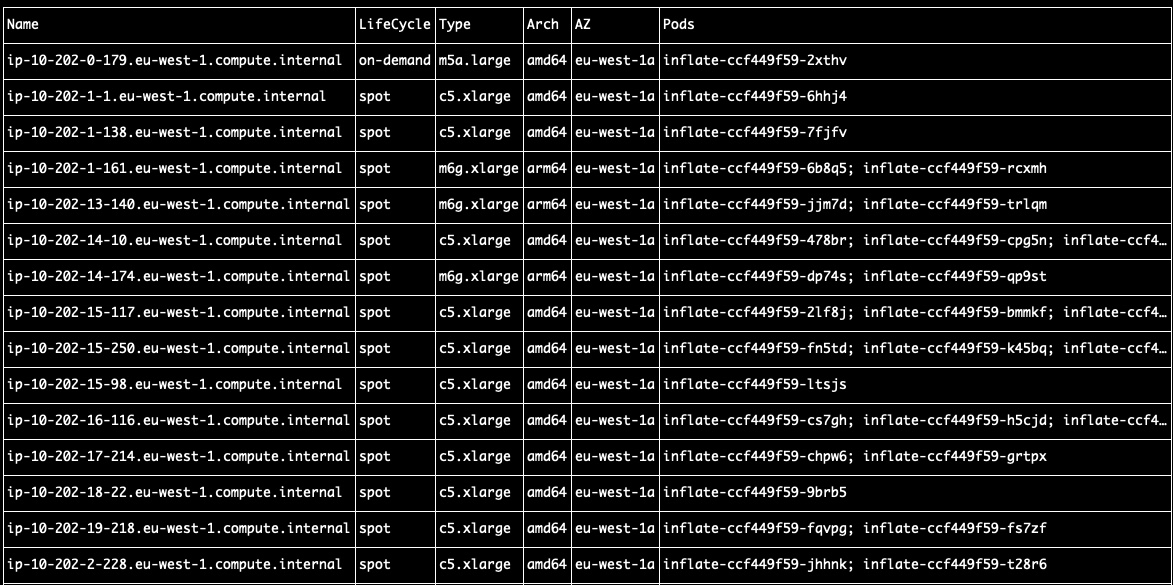 Name LifeCycle Type Arch AZ Pods
ip-10-202-0-179.eu-west-1.compute.internal on-demand m5a.large amd64 eu-west-1a inflate-ccf449f59-2xthv
ip-10-202-1-1.eu-west-1.compute.internal spot c5.xlarge amd64 eu-west-1a inflate-ccf449f59-6hhj4
ip-10-202-1-138.eu-west-1.compute.internal spot c5.xlarge amd64 eu-west-1a inflate-ccf449f59-7fjfv
ip-10-202-1-161.eu-west-1.compute.internal spot m6g.xlarge arm64 eu-west-1a inflate-ccf449f59-6b8q5; inflate-ccf449f59-rcxmh
ip-10-202-13-140.eu-west-1.compute.internal spot m6g.xlarge arm64 eu-west-1a inflate-ccf449f59-jjm7d; inflate-ccf449f59-trlqm
ip-10-202-14-10.eu-west-1.compute.internal spot c5.xlarge amd64 eu-west-1a inflate-ccf449f59-478br; inflate-ccf449f59-cpg5n; inflate-ccf4…
ip-10-202-14-174.eu-west-1.compute.internal spot m6g.xlarge arm64 eu-west-1a inflate-ccf449f59-dp74s; inflate-ccf449f59-qp9st
ip-10-202-15-117.eu-west-1.compute.internal spot c5.xlarge amd64 eu-west-1a inflate-ccf449f59-2lf8j; inflate-ccf449f59-bmmkf; inflate-ccf4…
ip-10-202-15-250.eu-west-1.compute.internal spot c5.xlarge amd64 eu-west-1a inflate-ccf449f59-fn5td; inflate-ccf449f59-k45bq; inflate-ccf4…
ip-10-202-15-98.eu-west-1.compute.internal spot c5.xlarge amd64 eu-west-1a inflate-ccf449f59-ltsjs
ip-10-202-16-116.eu-west-1.compute.internal spot c5.xlarge amd64 eu-west-1a inflate-ccf449f59-cs7gh; inflate-ccf449f59-h5cjd; inflate-ccf4…
ip-10-202-17-214.eu-west-1.compute.internal spot c5.xlarge amd64 eu-west-1a inflate-ccf449f59-chpw6; inflate-ccf449f59-grtpx
ip-10-202-18-22.eu-west-1.compute.internal spot c5.xlarge amd64 eu-west-1a inflate-ccf449f59-9brb5
ip-10-202-19-218.eu-west-1.compute.internal spot c5.xlarge amd64 eu-west-1a inflate-ccf449f59-fqvpg; inflate-ccf449f59-fs7zf
ip-10-202-2-228.eu-west-1.compute.internal spot c5.xlarge amd64 eu-west-1a inflate-ccf449f59-jhhnk; inflate-ccf449f59-t28r6